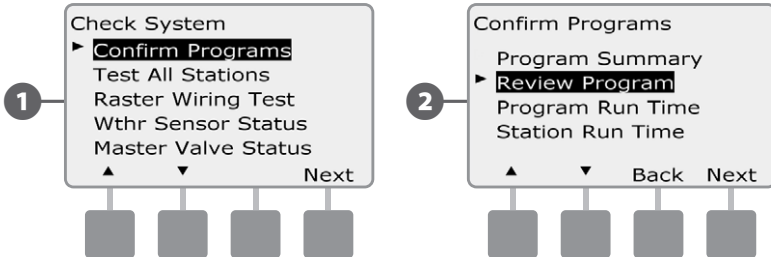 Check System
► Confirm Programs
Test All Stations
Raster Wiring Test
Wthr Sensor Status
Master Valve Status
▲ ▼ Next
1
Confirm Programs
Program Summary
► Review Program
Program Run Time
Station Run Time
▲ ▼ Back Next
2